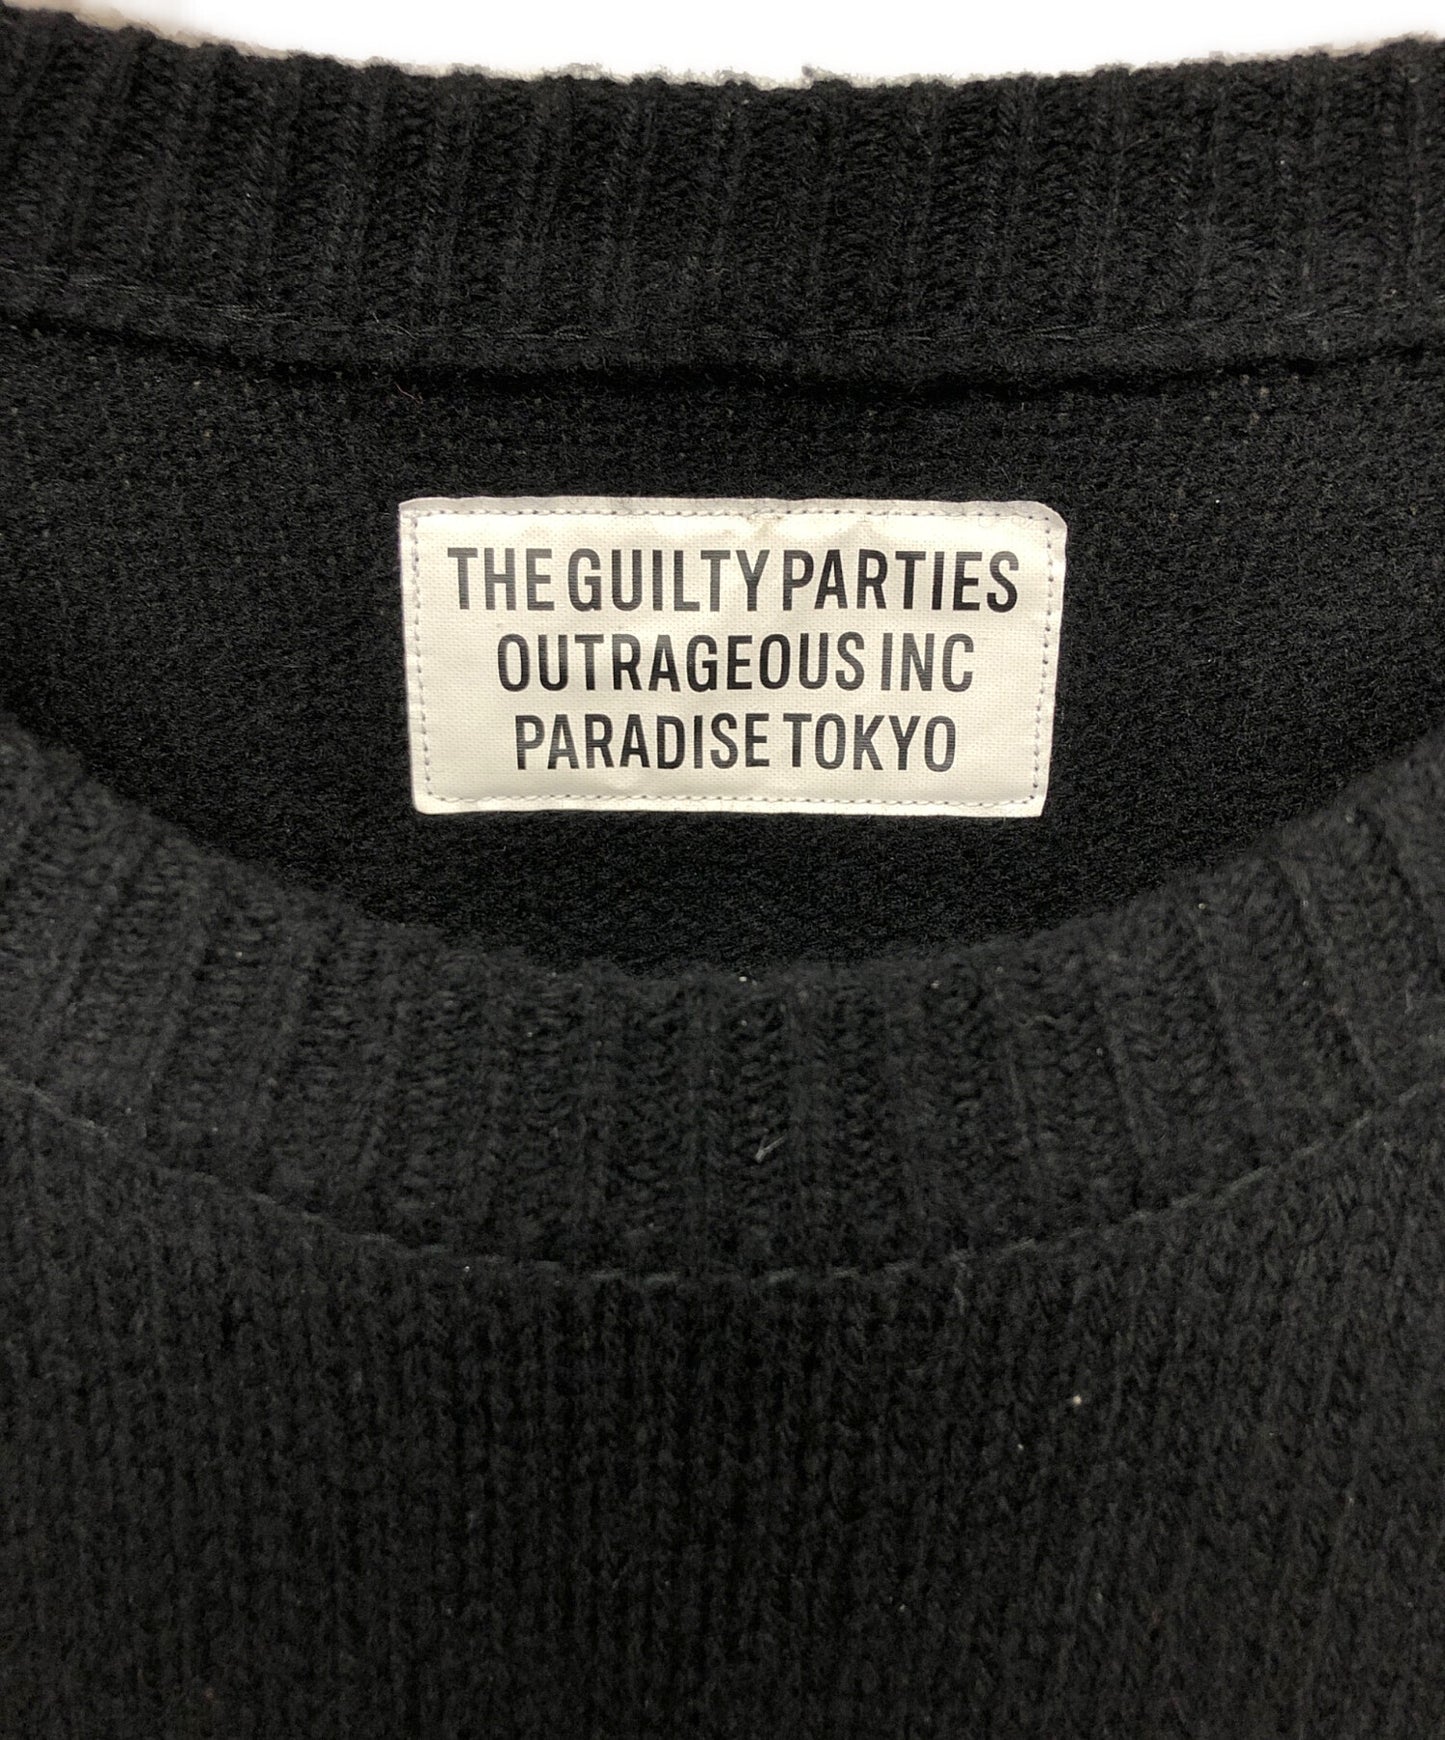 THE GUILTY PARTIES
OUTRAGEOUS INC
PARADISE TOKYO